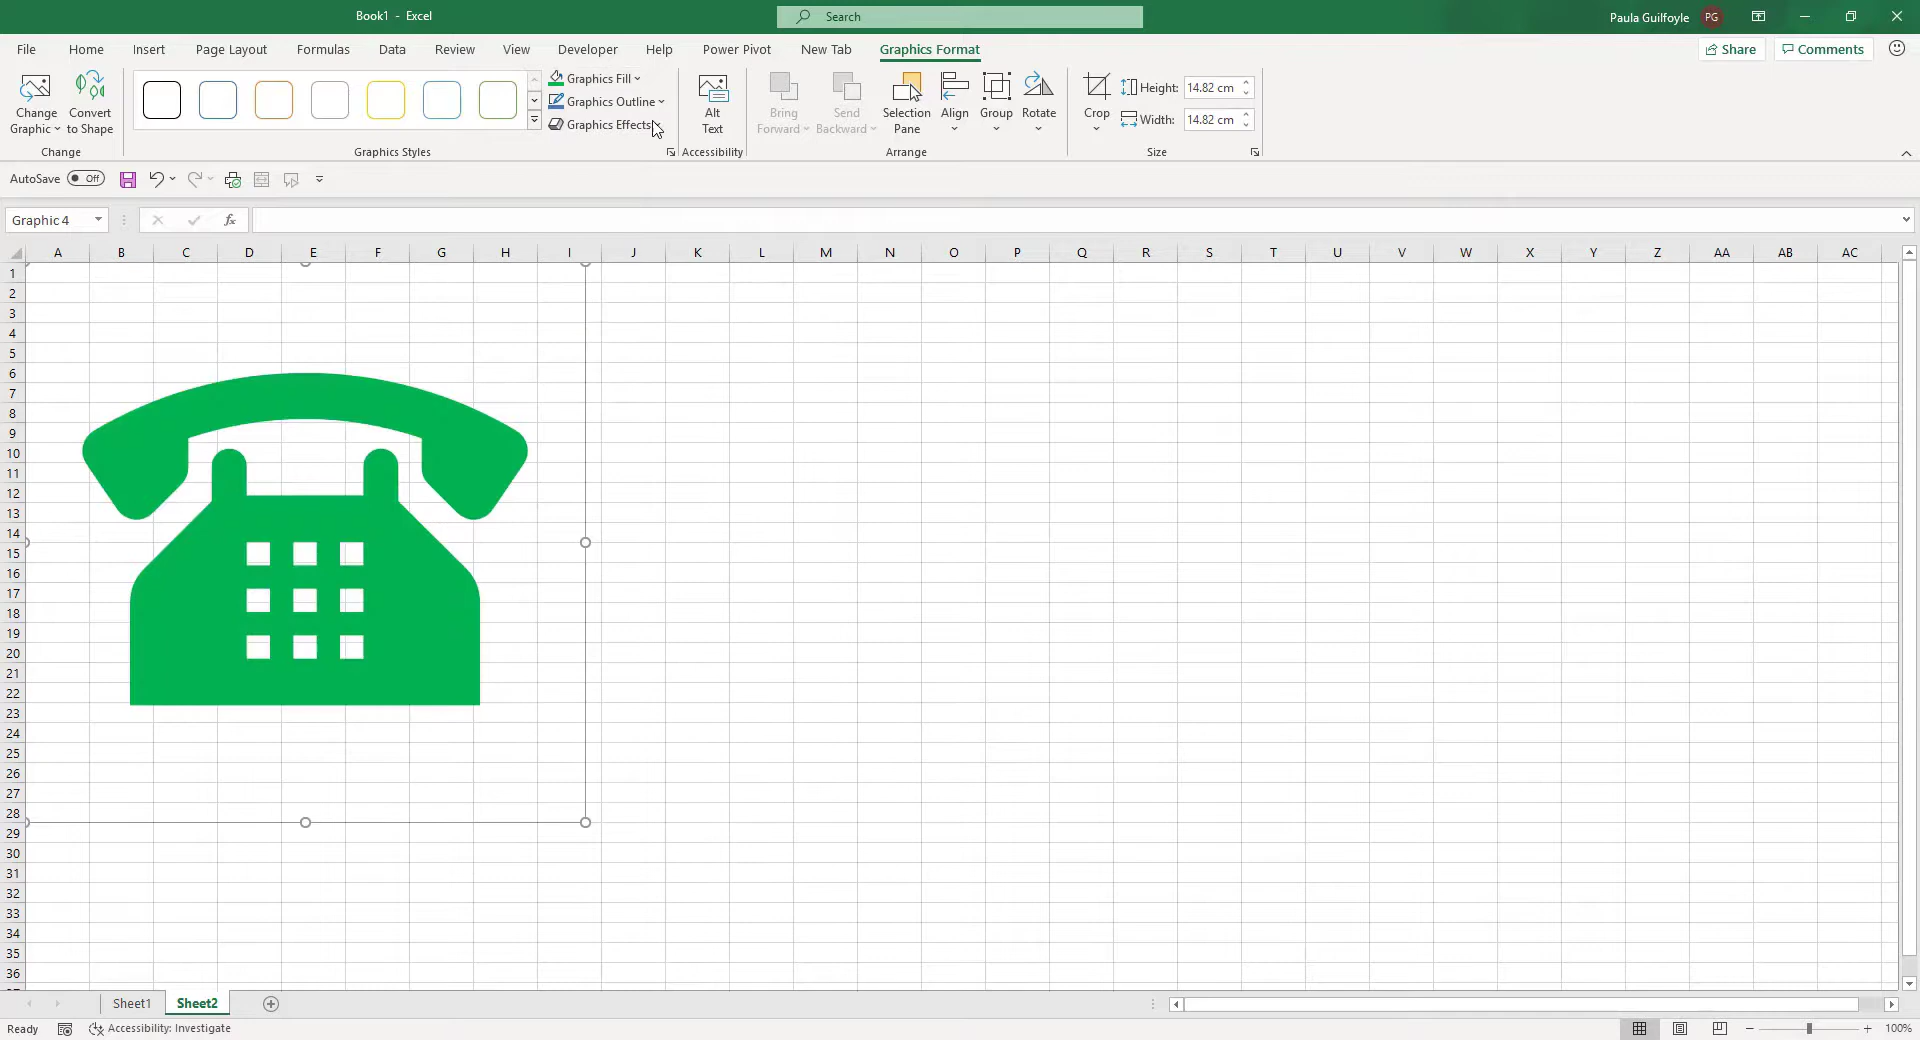 Book1 - Excel
Search
Paula Guilfoyle PG
File Home Insert Page Layout Formulas Data Review View Developer Help Power Pivot New Tab Graphics Format
Share Comments
Change Graphic
Convert to Shape
Graphics Fill
Graphics Outline
Graphics Effects
Alt Text
Bring Forward
Send Backward
Selection Pane
Align
Group
Rotate
Crop
Height: 14.82 cm
Width: 14.82 cm
Change Graphics Styles Accessibility Arrange Size
AutoSave Off
Graphic 4 fx
A B C D E F G H I J K L M N O P Q R S T U V W X Y Z AA AB AC
1
2
3
4
5
6
7
8
9
10
11
12
13
14
15
16
17
18
19
20
21
22
23
24
25
26
27
28
29
30
31
32
33
34
35
36
Sheet1 Sheet2
Ready Accessibility: Investigate 100%